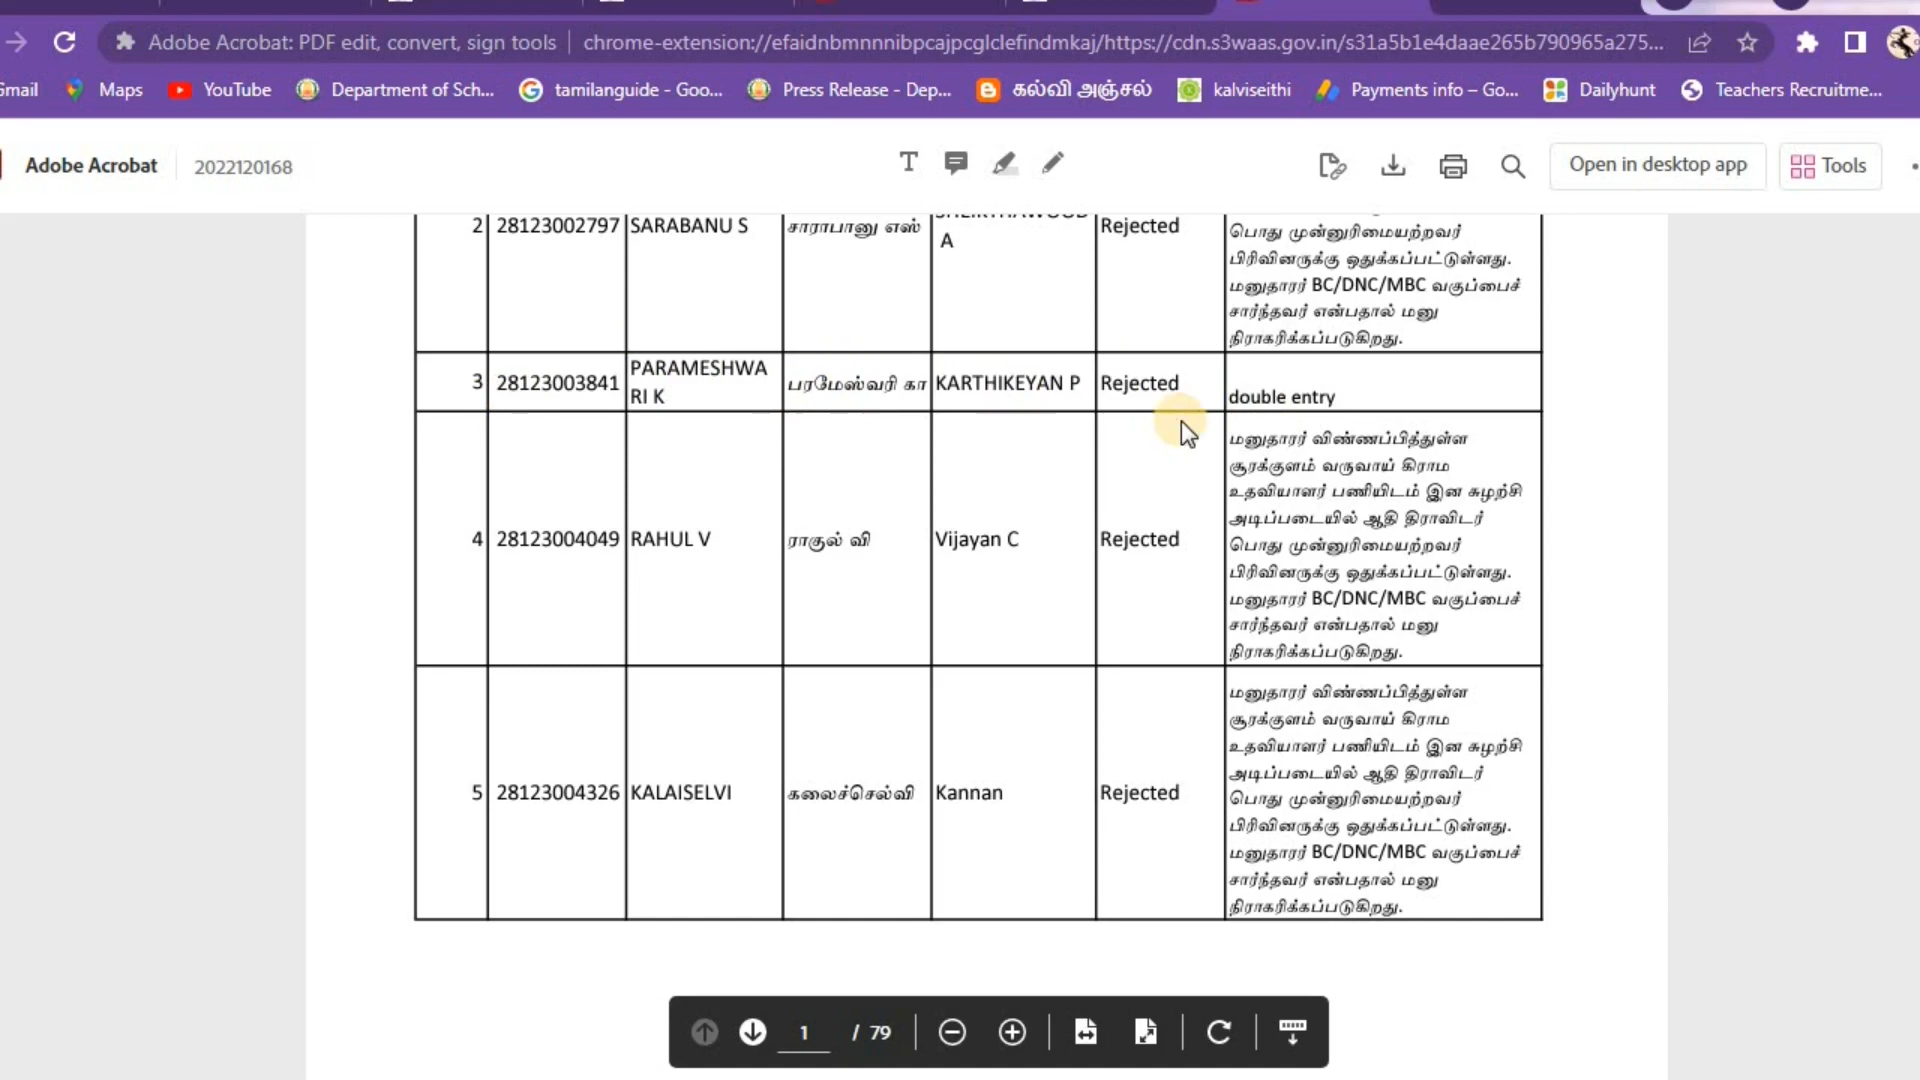 Adobe Acrobat: PDF edit, convert, sign tools chrome-extension://efaidnbmnnnibpcajpcglclefindmkaj/https://cdn.s3waas.gov.in/s31a5b1e4daae265b790965a275...
Gmail Maps YouTube Department of Sch... tamilanguide - Goo... Press Release - Dep... கல்வி அஞ்சல் kalviseithi Payments info – Go... Dailyhunt Teachers Recruitme...
Adobe Acrobat 2022120168 Open in desktop app Tools
2 28123002797 SARABANU S சாராபானு எஸ் A Rejected
பொது முன்னுரிமையற்றவர்
பிரிவினருக்கு ஒதுக்கப்பட்டுள்ளது.
மனுதாரர் BC/DNC/MBC வகுப்பைச்
சார்ந்தவர் என்பதால் மனு
நிராகரிக்கப்படுகிறது.
3 28123003841 PARAMESHWA
RI K பரமேஸ்வரி கா KARTHIKEYAN P Rejected double entry
4 28123004049 RAHUL V ராகுல் வி Vijayan C Rejected
மனுதாரர் விண்ணப்பித்துள்ள
சூரக்குளம் வருவாய் கிராம
உதவியாளர் பணியிடம் இன சுழற்சி
அடிப்படையில் ஆதி திராவிடர்
பொது முன்னுரிமையற்றவர்
பிரிவினருக்கு ஒதுக்கப்பட்டுள்ளது.
மனுதாரர் BC/DNC/MBC வகுப்பைச்
சார்ந்தவர் என்பதால் மனு
நிராகரிக்கப்படுகிறது.
5 28123004326 KALAISELVI கலைச்செல்வி Kannan Rejected
மனுதாரர் விண்ணப்பித்துள்ள
சூரக்குளம் வருவாய் கிராம
உதவியாளர் பணியிடம் இன சுழற்சி
அடிப்படையில் ஆதி திராவிடர்
பொது முன்னுரிமையற்றவர்
பிரிவினருக்கு ஒதுக்கப்பட்டுள்ளது.
மனுதாரர் BC/DNC/MBC வகுப்பைச்
சார்ந்தவர் என்பதால் மனு
நிராகரிக்கப்படுகிறது.
1 / 79